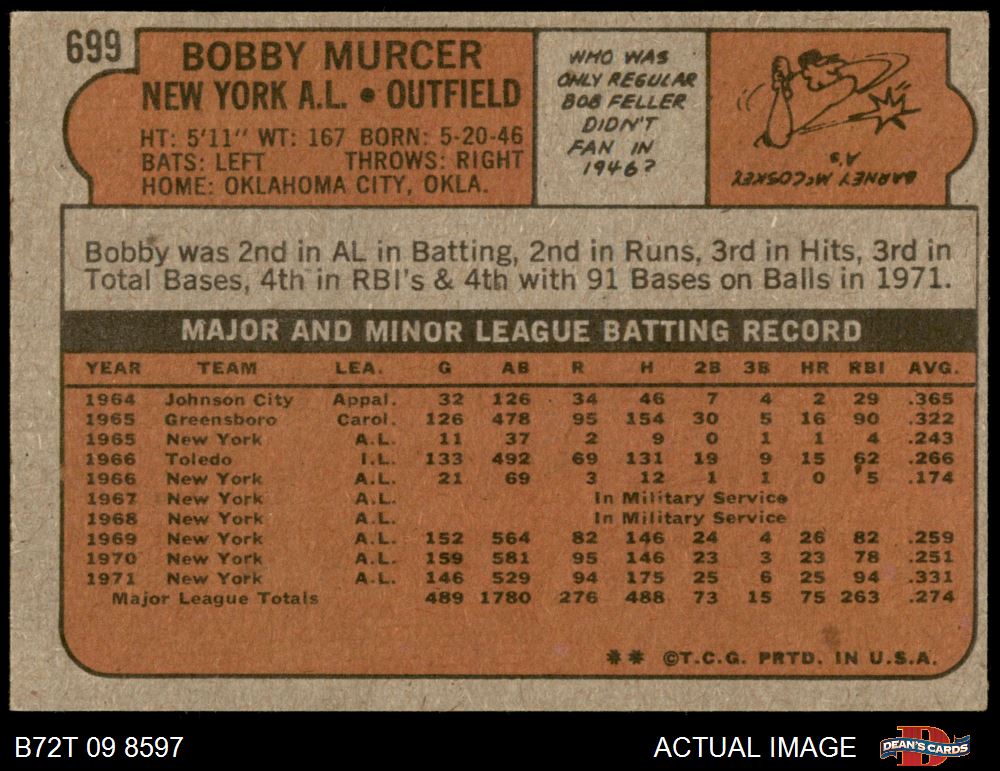 699
BOBBY MURCER
NEW YORK A.L. • OUTFIELD
HT: 5'11" WT: 167 BORN: 5-20-46
BATS: LEFT THROWS: RIGHT
HOME: OKLAHOMA CITY, OKLA.
WHO WAS
ONLY REGULAR
BOB FELLER
DIDN'T
FAN IN
1946?
BARNEY McCOSKEY
A's
Bobby was 2nd in AL in Batting, 2nd in Runs, 3rd in Hits, 3rd in
Total Bases, 4th in RBI's & 4th with 91 Bases on Balls in 1971.
MAJOR AND MINOR LEAGUE BATTING RECORD
YEAR TEAM LEA. G AB R H 2B 3B HR RBI AVG.
1964 Johnson City Appal. 32 126 34 46 7 4 2 29 .365
1965 Greensboro Carol. 126 478 95 154 30 5 16 90 .322
1965 New York A.L. 11 37 2 9 0 1 1 4 .243
1966 Toledo I.L. 133 492 69 131 19 9 15 62 .266
1966 New York A.L. 21 69 3 12 1 1 0 5 .174
1967 New York A.L. In Military Service
1968 New York A.L. In Military Service
1969 New York A.L. 152 564 82 146 24 4 26 82 .259
1970 New York A.L. 159 581 95 146 23 3 23 78 .251
1971 New York A.L. 146 529 94 175 25 6 25 94 .331
Major League Totals 489 1780 276 488 73 15 75 263 .274
** ©T.C.G. PRTD. IN U.S.A.
B72T 09 8597
ACTUAL IMAGE
DEAN'S CARDS